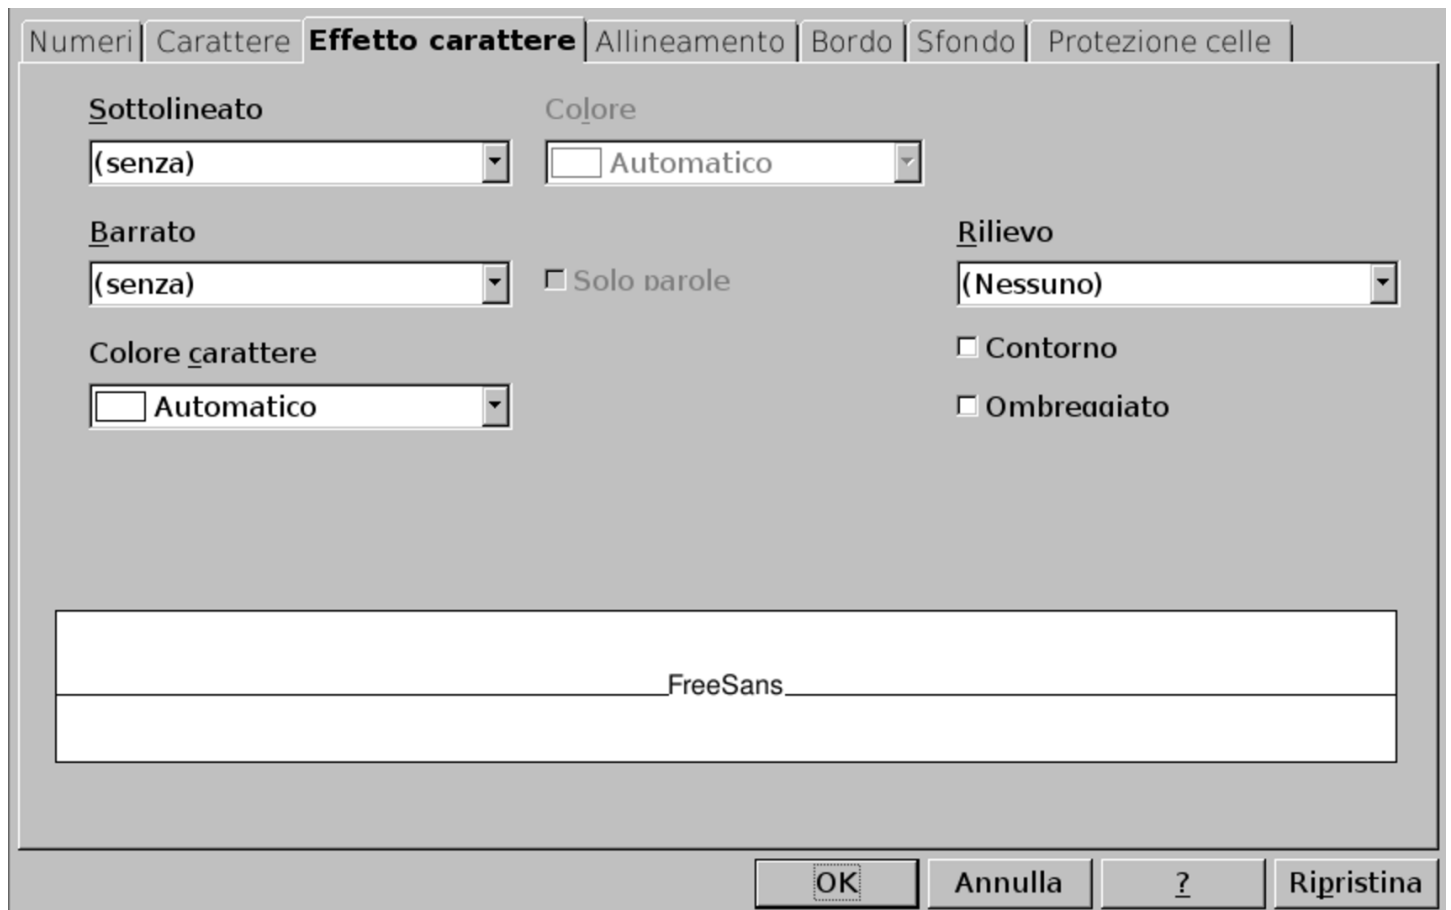 Numeri Carattere Effetto carattere Allineamento Bordo Sfondo Protezione celle
Sottolineato Colore
(senza) Automatico
Barrato Rilievo
(senza) Solo parole (Nessuno)
Colore carattere Contorno
Automatico Ombreggiato
FreeSans
OK Annulla ? Ripristina